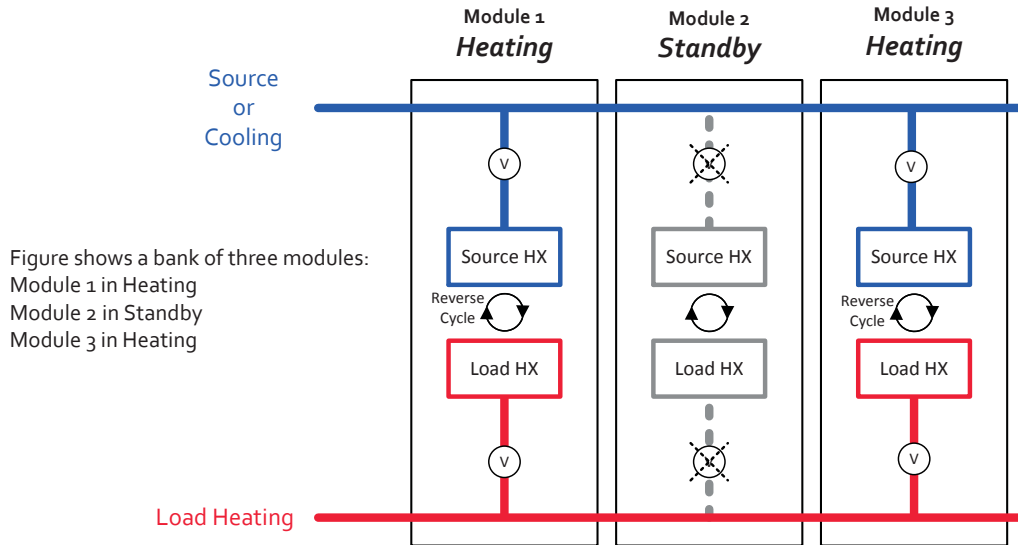 Module 1
Heating
Module 2
Standby
Module 3
Heating
Source
or
Cooling
V
V
Source HX
Source HX
Source HX
Figure shows a bank of three modules:
Module 1 in Heating
Module 2 in Standby
Module 3 in Heating
Reverse
Cycle
Reverse
Cycle
Load HX
Load HX
Load HX
V
V
Load Heating